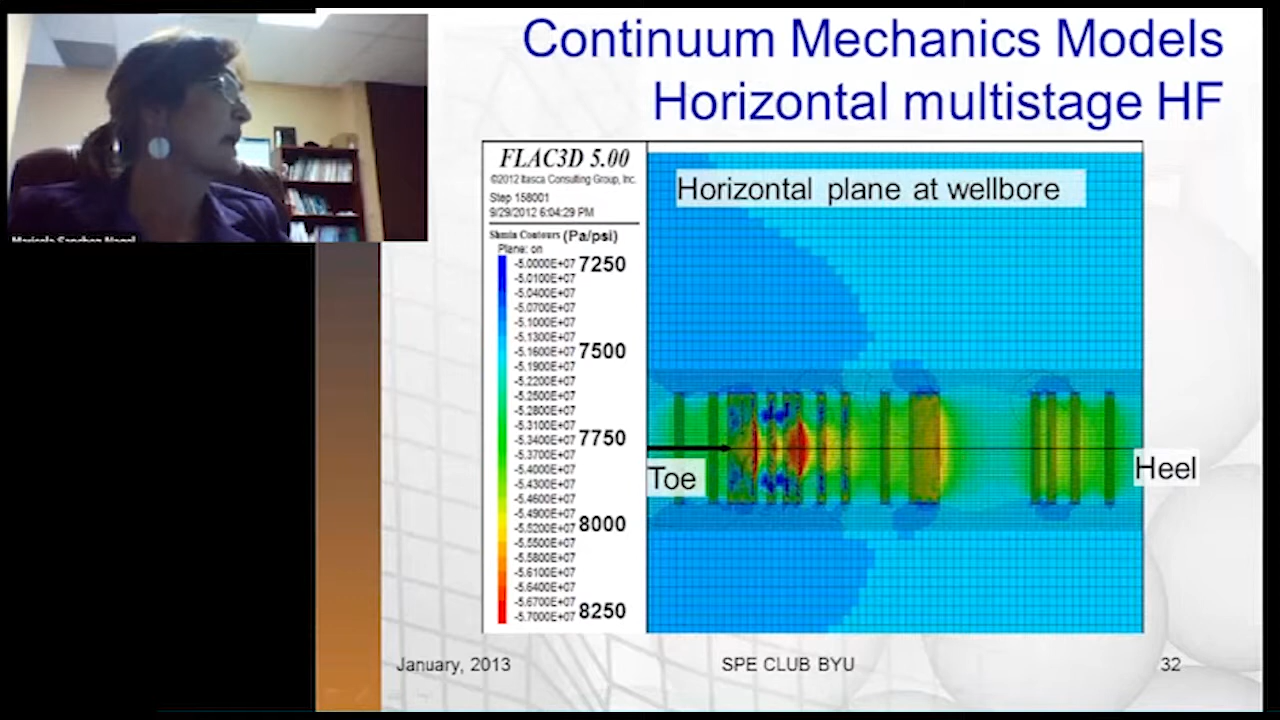 Continuum Mechanics Models
Horizontal multistage HF
FLAC3D 5.00
©2012 Itasca Consulting Group, Inc.
Step 158001
9/29/2012 6:04:29 PM
Shmin Contours (Pa/psi)
Plane: on
-5.0000E+07 7250
-5.0100E+07
-5.0400E+07
-5.0700E+07
-5.1000E+07
-5.1300E+07
-5.1600E+07 7500
-5.1900E+07
-5.2200E+07
-5.2500E+07
-5.2800E+07
-5.3100E+07
-5.3400E+07 7750
-5.3700E+07
-5.4000E+07
-5.4300E+07
-5.4600E+07
-5.4900E+07
-5.5200E+07 8000
-5.5500E+07
-5.5800E+07
-5.6100E+07
-5.6400E+07
-5.6700E+07
-5.7000E+07 8250
Horizontal plane at wellbore
Toe
Heel
January, 2013
SPE CLUB BYU
32